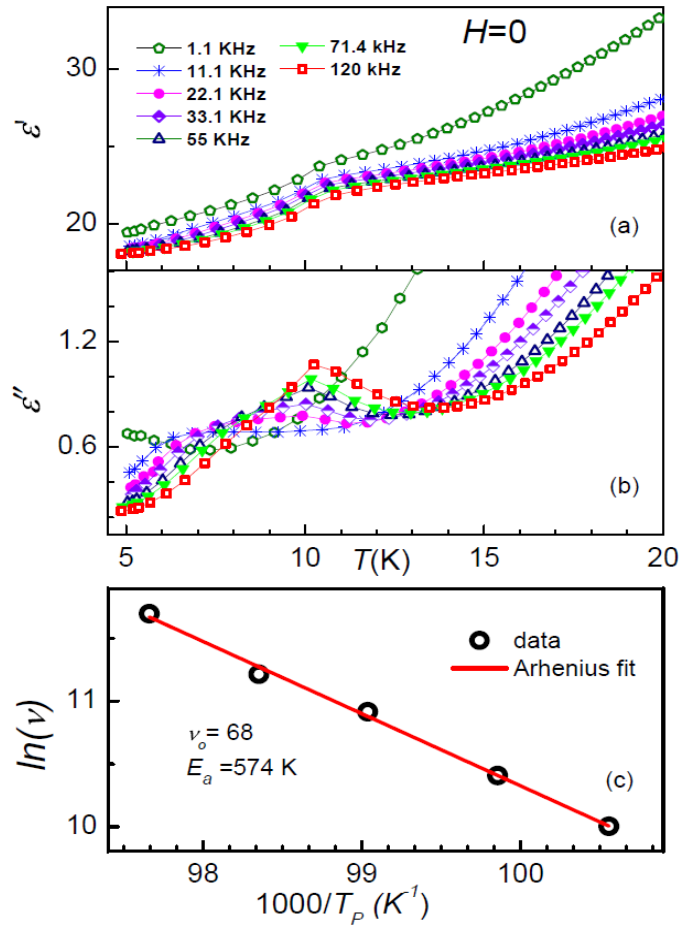 H=0
1.1 KHz
11.1 KHz
22.1 KHz
33.1 KHz
55 KHz
71.4 kHz
120 kHz
30
20
ε'
(a)
1.2
0.6
ε''
(b)
5 10 15 20
T(K)
data
Arhenius fit
11
10
ln(ν)
ν_o= 68
E_a =574 K
(c)
98 99 100
1000/T_P (K^-1)